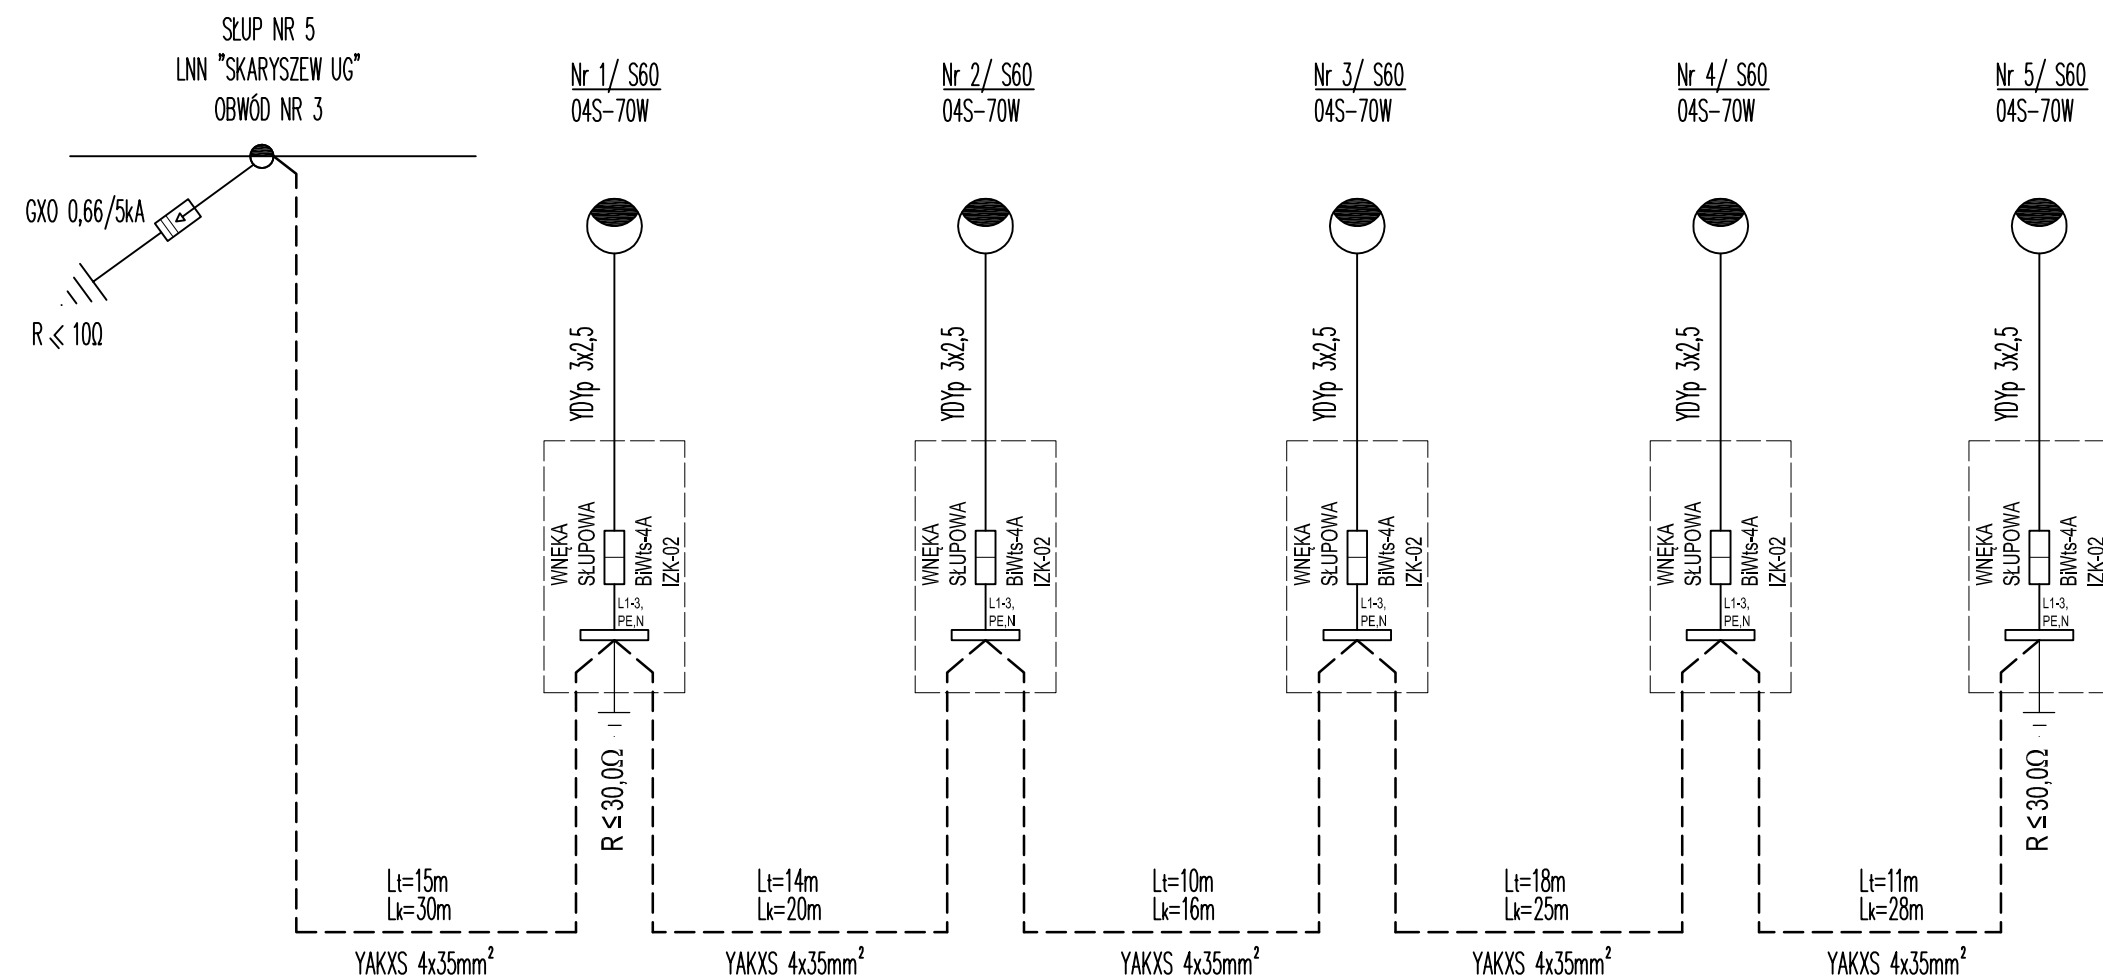 SŁUP NR 5
LNN "SKARYSZEW UG"
OBWÓD NR 3
GXO 0,66/5kA
R ⩽ 10Ω
Nr 1/ S60
04S-70W
Nr 2/ S60
04S-70W
Nr 3/ S60
04S-70W
Nr 4/ S60
04S-70W
Nr 5/ S60
04S-70W
YDYp 3x2,5
YDYp 3x2,5
YDYp 3x2,5
YDYp 3x2,5
YDYp 3x2,5
WNĘKA
SŁUPOWA
BiWts-4A
IZK-02
L1-3,
PE,N
WNĘKA
SŁUPOWA
BiWts-4A
IZK-02
L1-3,
PE,N
WNĘKA
SŁUPOWA
BiWts-4A
IZK-02
L1-3,
PE,N
WNĘKA
SŁUPOWA
BiWts-4A
IZK-02
L1-3,
PE,N
WNĘKA
SŁUPOWA
BiWts-4A
IZK-02
L1-3,
PE,N
R ≤30,0Ω
R ≤30,0Ω
Lt=15m
Lk=30m
YAKXS 4x35mm²
Lt=14m
Lk=20m
YAKXS 4x35mm²
Lt=10m
Lk=16m
YAKXS 4x35mm²
Lt=18m
Lk=25m
YAKXS 4x35mm²
Lt=11m
Lk=28m
YAKXS 4x35mm²